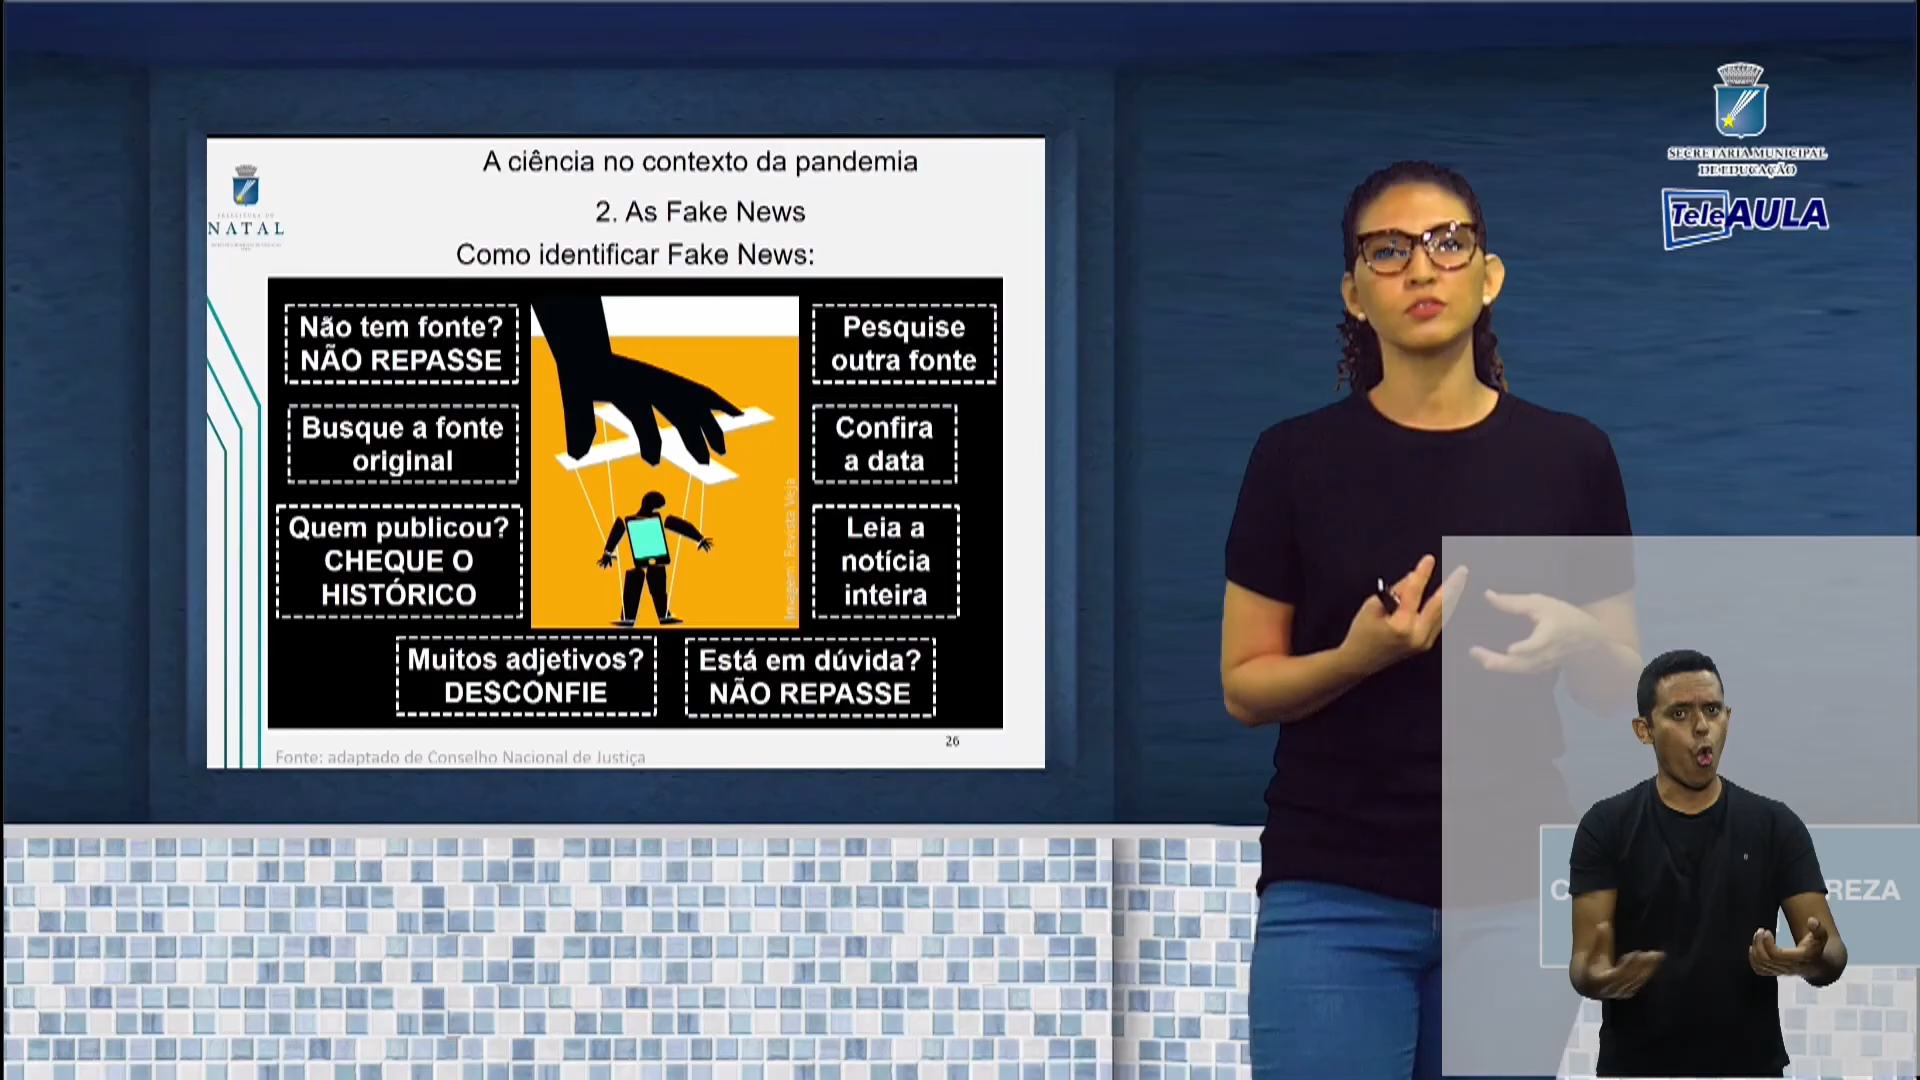 A ciência no contexto da pandemia
2. As Fake News
Como identificar Fake News:
NATAL
Não tem fonte?
NÃO REPASSE
Busque a fonte
original
Quem publicou?
CHEQUE O
HISTÓRICO
Muitos adjetivos?
DESCONFIE
Pesquise
outra fonte
Confira
a data
Leia a
notícia
inteira
Está em dúvida?
NÃO REPASSE
Imagem: Revista Veja
26
Fonte: adaptado de Conselho Nacional de Justiça
SECRETARIA MUNICIPAL
DE EDUCAÇÃO
TeleAULA